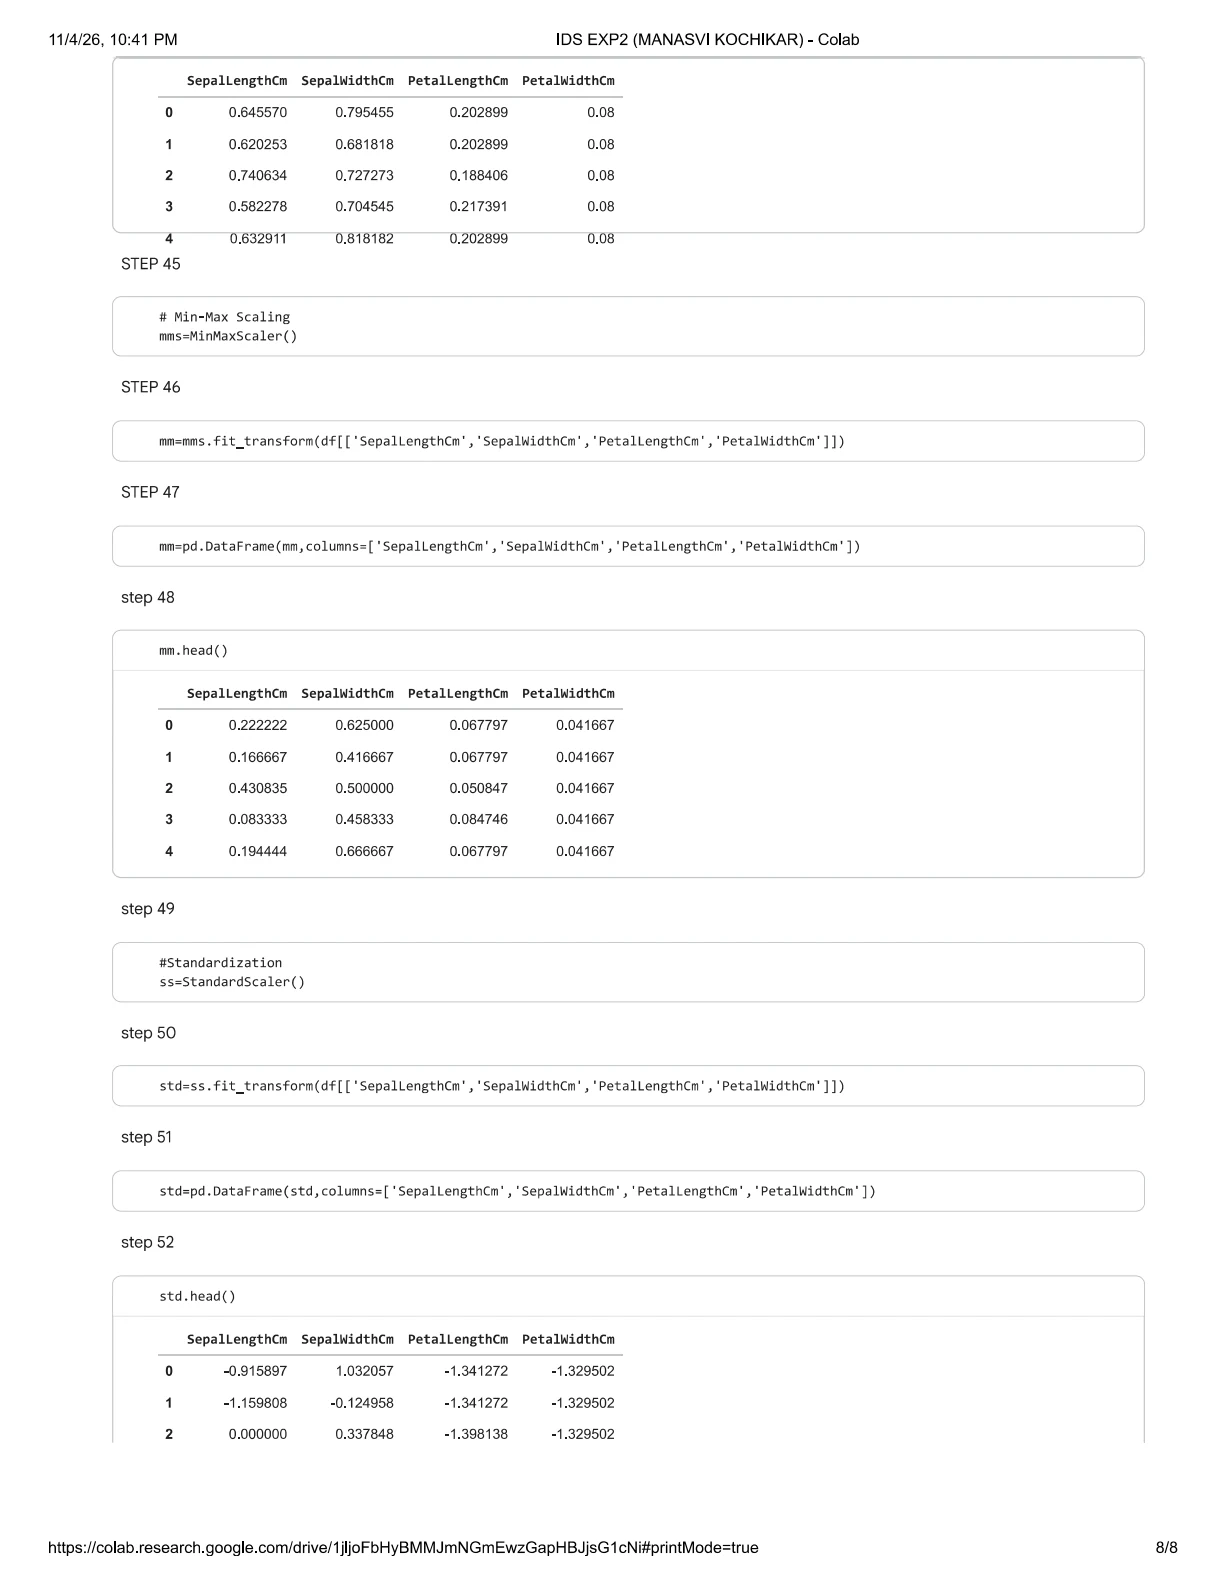 11/4/26, 10:41 PM IDS EXP2 (MANASVI KOCHIKAR) - Colab
SepalLengthCm SepalWidthCm PetalLengthCm PetalWidthCm
0 0.645570 0.795455 0.202899 0.08
1 0.620253 0.681818 0.202899 0.08
2 0.740634 0.727273 0.188406 0.08
3 0.582278 0.704545 0.217391 0.08
4 0.632911 0.818182 0.202899 0.08
STEP 45
# Min-Max Scaling
mms=MinMaxScaler()
STEP 46
mm=mms.fit_transform(df[['SepalLengthCm','SepalWidthCm','PetalLengthCm','PetalWidthCm']])
STEP 47
mm=pd.DataFrame(mm,columns=['SepalLengthCm','SepalWidthCm','PetalLengthCm','PetalWidthCm'])
step 48
mm.head()
SepalLengthCm SepalWidthCm PetalLengthCm PetalWidthCm
0 0.222222 0.625000 0.067797 0.041667
1 0.166667 0.416667 0.067797 0.041667
2 0.430835 0.500000 0.050847 0.041667
3 0.083333 0.458333 0.084746 0.041667
4 0.194444 0.666667 0.067797 0.041667
step 49
#Standardization
ss=StandardScaler()
step 50
std=ss.fit_transform(df[['SepalLengthCm','SepalWidthCm','PetalLengthCm','PetalWidthCm']])
step 51
std=pd.DataFrame(std,columns=['SepalLengthCm','SepalWidthCm','PetalLengthCm','PetalWidthCm'])
step 52
std.head()
SepalLengthCm SepalWidthCm PetalLengthCm PetalWidthCm
0 -0.915897 1.032057 -1.341272 -1.329502
1 -1.159808 -0.124958 -1.341272 -1.329502
2 0.000000 0.337848 -1.398138 -1.329502
https://colab.research.google.com/drive/1jljoFbHyBMMJmNGmEwzGapHBJjsG1cNi#printMode=true 8/8